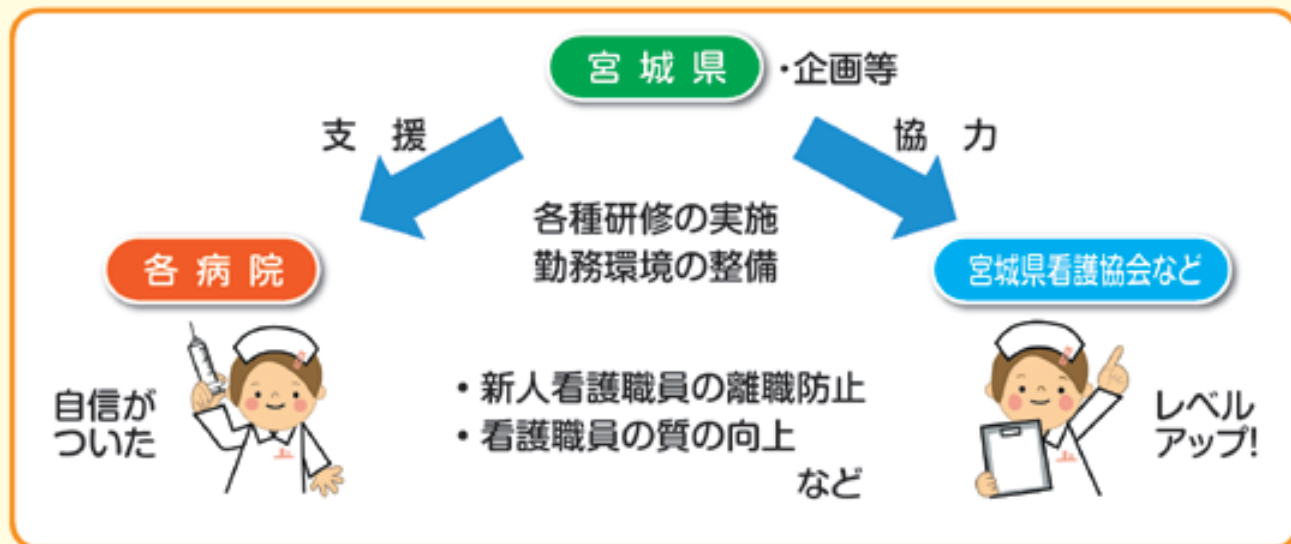 宮城県 ・企画等
支援
協力
各種研修の実施
勤務環境の整備
各病院
宮城県看護協会など
自信が
ついた
・新人看護職員の離職防止
・看護職員の質の向上
など
レベル
アップ!